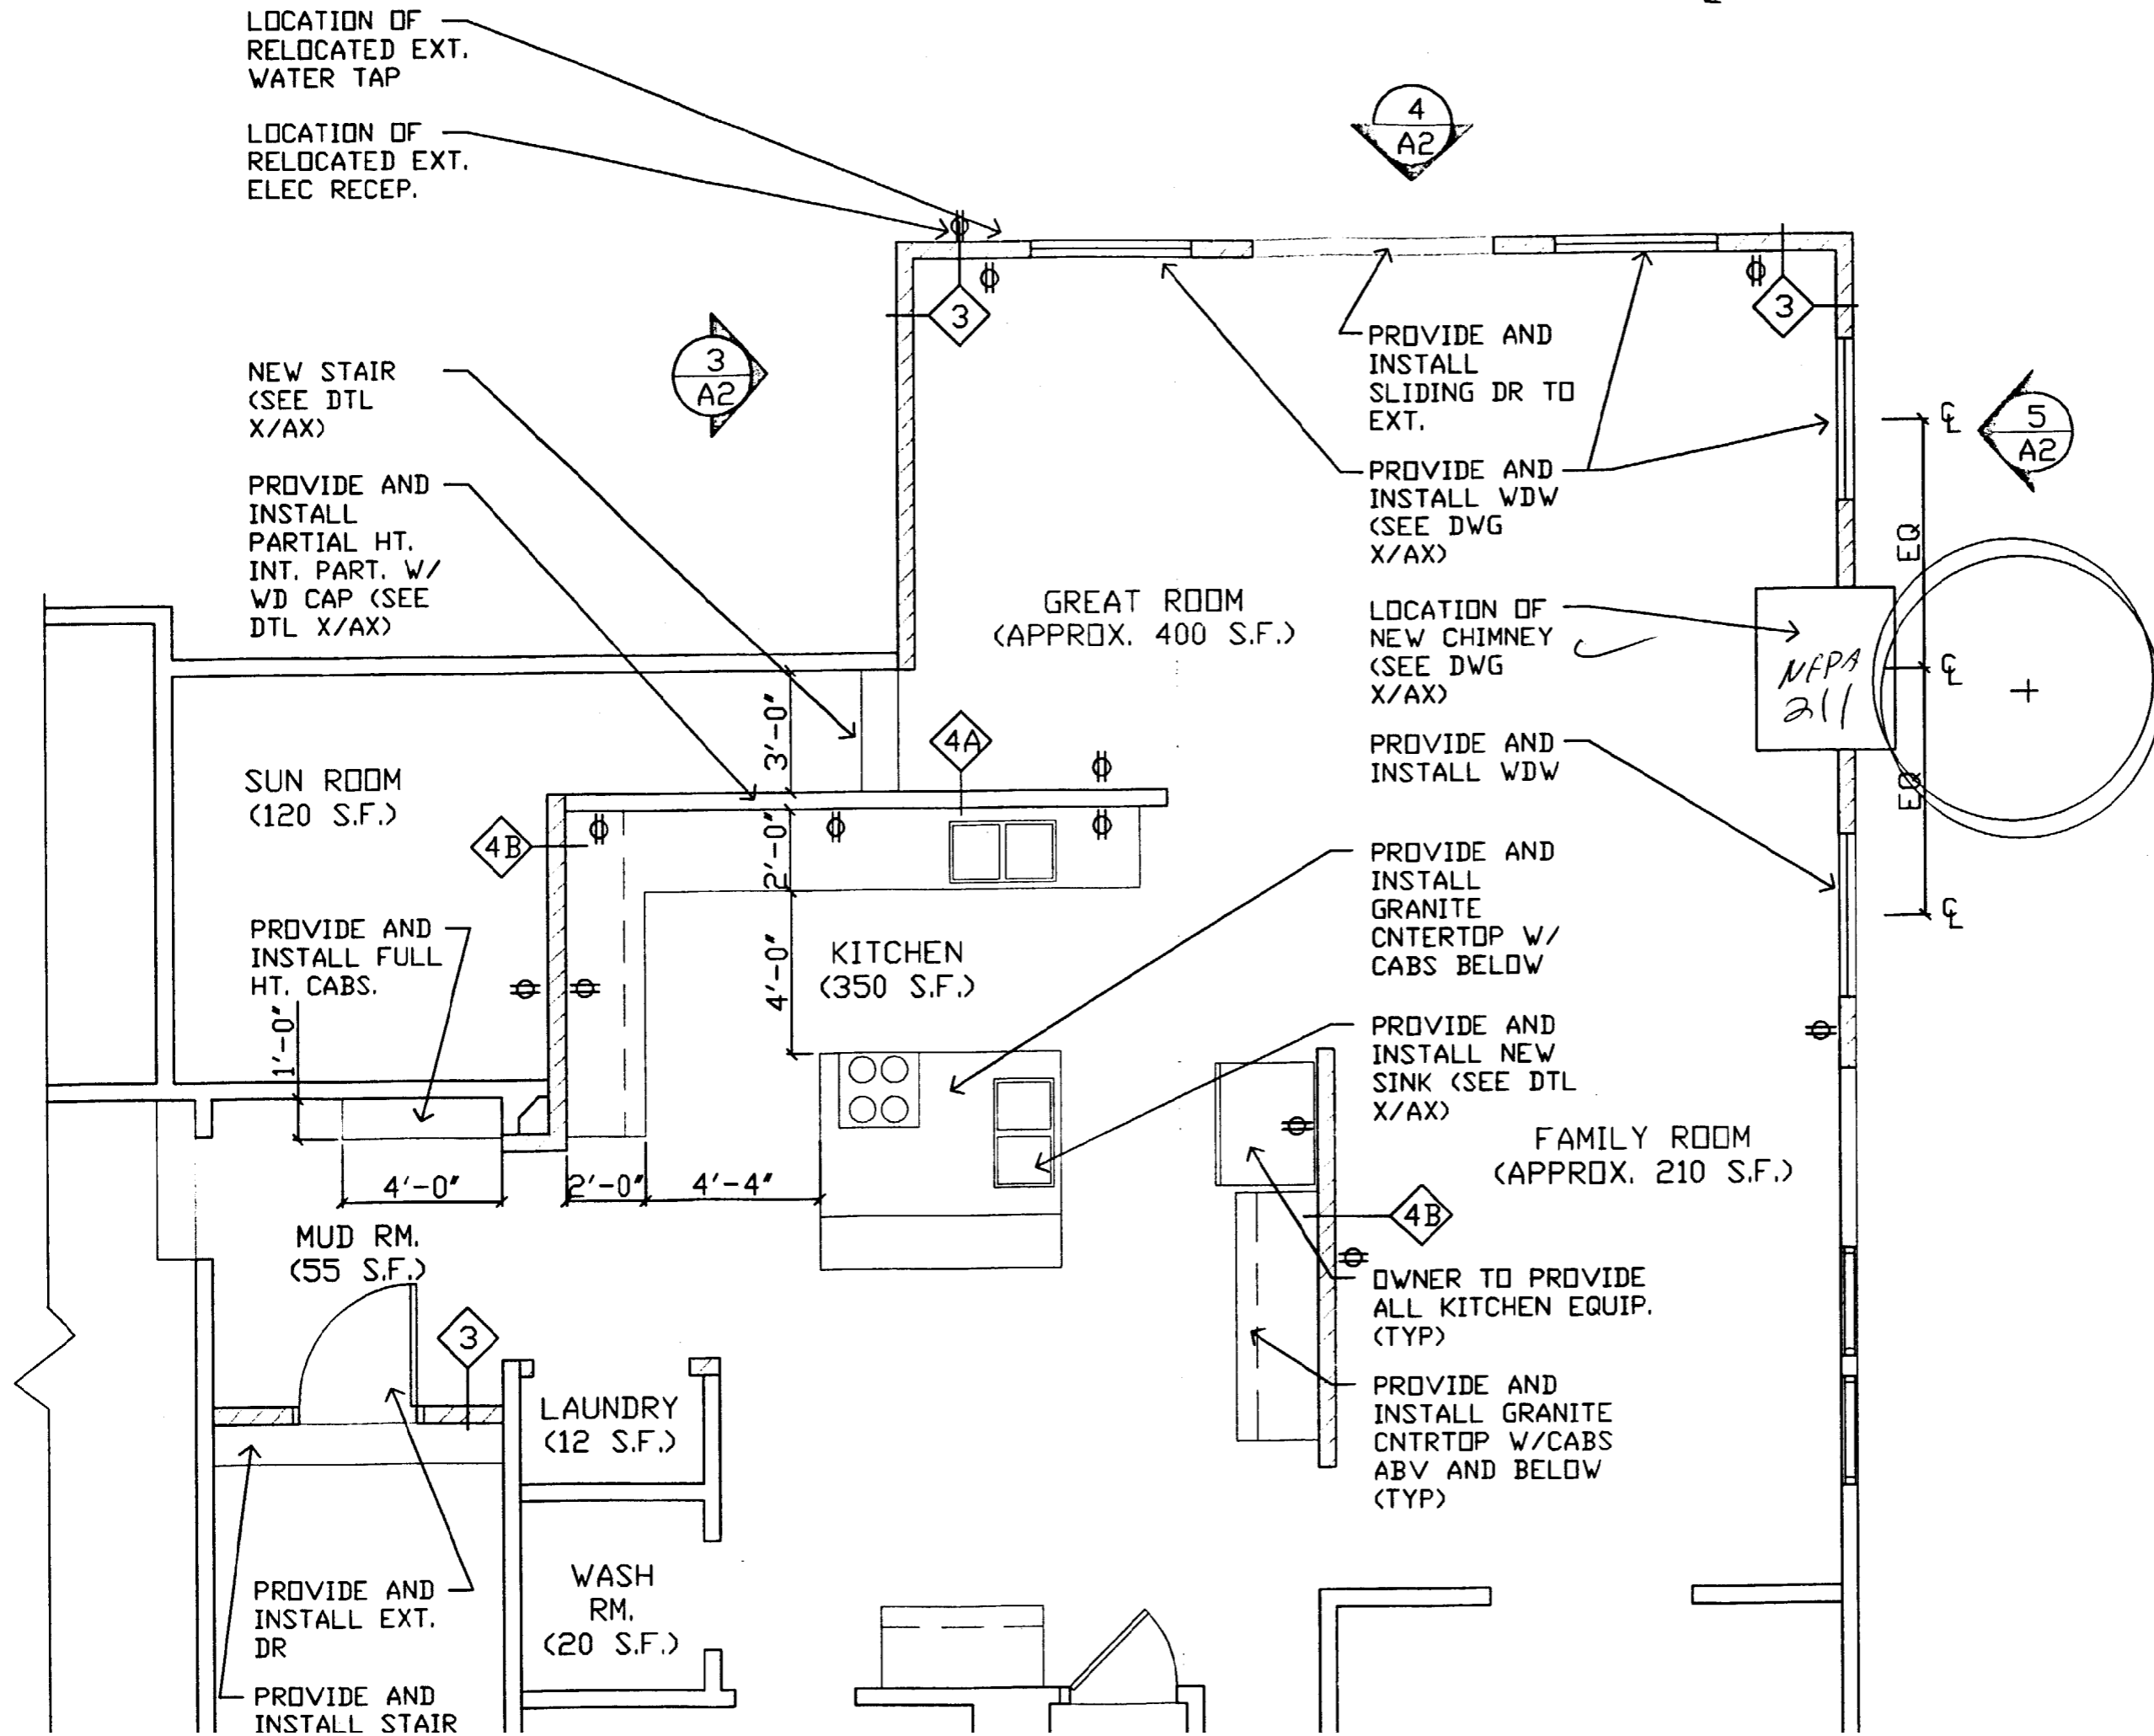 LOCATION OF
RELOCATED EXT.
WATER TAP
LOCATION OF
RELOCATED EXT.
ELEC RECEP.
4
A2
3
3
3
A2
NEW STAIR
(SEE DTL
X/AX)
PROVIDE AND
INSTALL
PARTIAL HT.
INT. PART. W/
WD CAP (SEE
DTL X/AX)
PROVIDE AND
INSTALL
SLIDING DR TO
EXT.
PROVIDE AND
INSTALL WDW
(SEE DWG
X/AX)
5
A2
℄
EQ
℄
EQ
℄
GREAT ROOM
(APPROX. 400 S.F.)
LOCATION OF
NEW CHIMNEY
(SEE DWG
X/AX)
NFPA
211
PROVIDE AND
INSTALL WDW
3'-0"
4A
SUN ROOM
(120 S.F.)
4B
2'-0"
PROVIDE AND
INSTALL
GRANITE
CNTERTOP W/
CABS BELOW
PROVIDE AND
INSTALL FULL
HT. CABS.
4'-0"
KITCHEN
(350 S.F.)
1'-0"
PROVIDE AND
INSTALL NEW
SINK (SEE DTL
X/AX)
FAMILY ROOM
(APPROX. 210 S.F.)
4'-0"
2'-0"
4'-4"
4B
MUD RM.
(55 S.F.)
OWNER TO PROVIDE
ALL KITCHEN EQUIP.
(TYP)
3
PROVIDE AND
INSTALL GRANITE
CNTRTOP W/CABS
ABV AND BELOW
(TYP)
LAUNDRY
(12 S.F.)
WASH
RM.
(20 S.F.)
PROVIDE AND
INSTALL EXT.
DR
PROVIDE AND
INSTALL STAIR